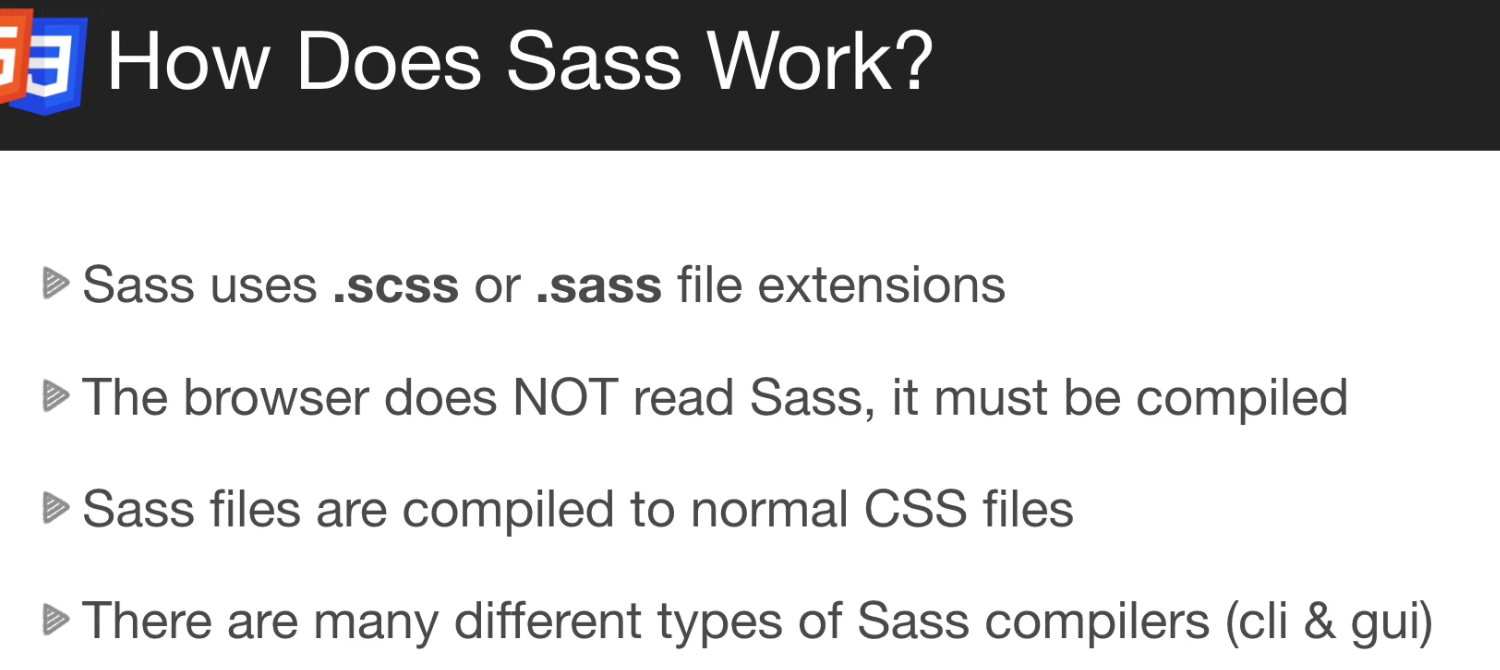 How Does Sass Work?
Sass uses .scss or .sass file extensions
The browser does NOT read Sass, it must be compiled
Sass files are compiled to normal CSS files
There are many different types of Sass compilers (cli & gui)